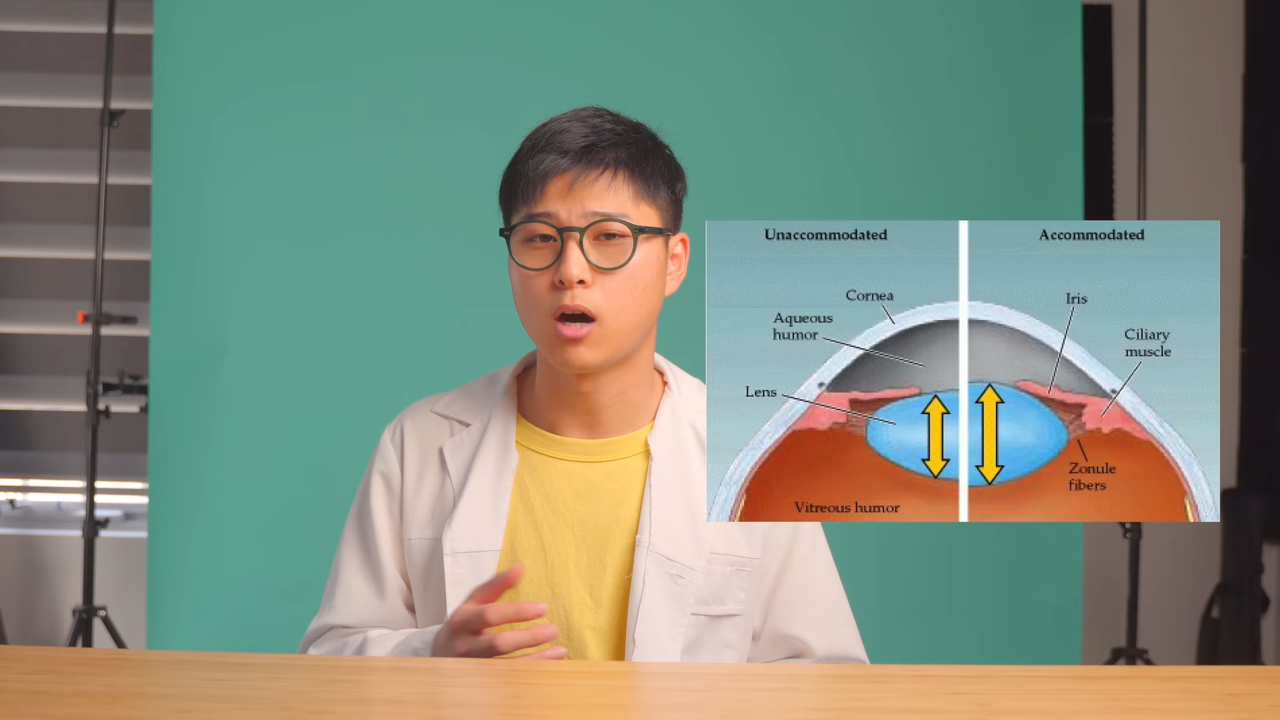 Unaccommodated
Accommodated
Cornea
Iris
Aqueous
humor
Ciliary
muscle
Lens
Zonule
fibers
Vitreous humor